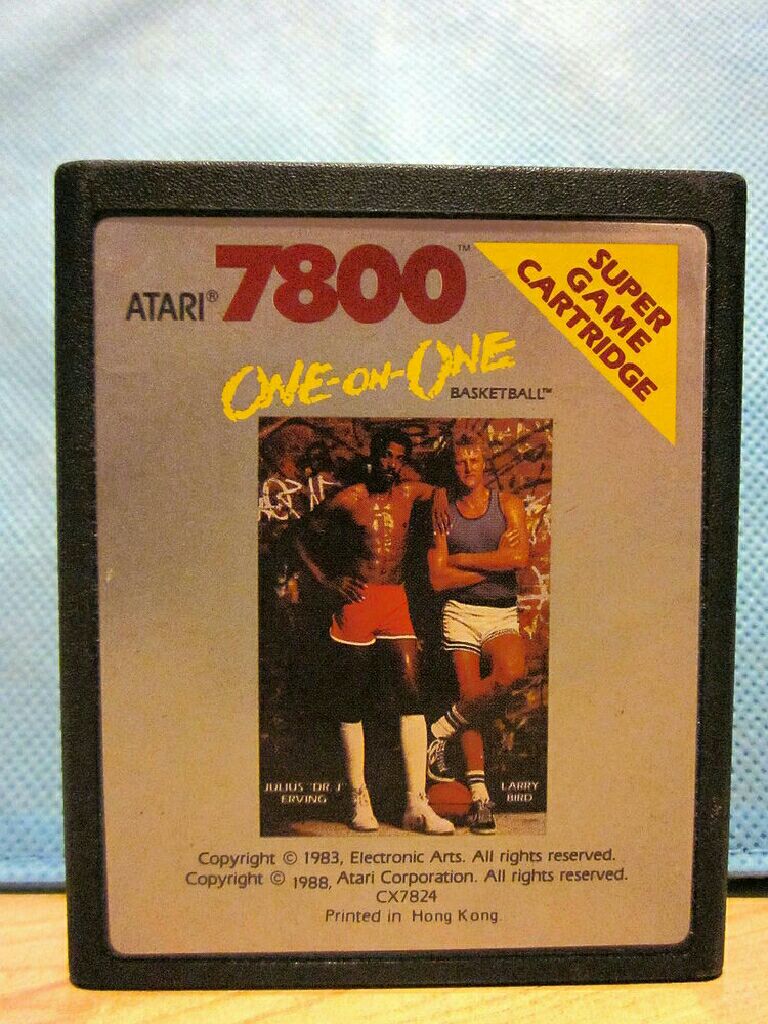 ATARI® 7800™
SUPER
GAME
CARTRIDGE
ONE-ON-ONE
BASKETBALL™
JULIUS "DR. J"
ERVING
LARRY
BIRD
Copyright © 1983, Electronic Arts. All rights reserved.
Copyright © 1988, Atari Corporation. All rights reserved.
CX7824
Printed in Hong Kong